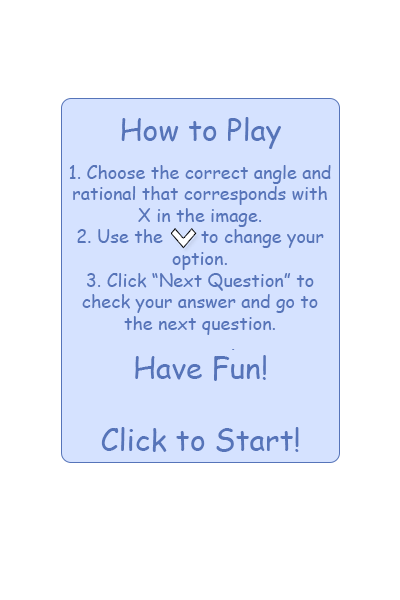 How to Play
1. Choose the correct angle and
rational that corresponds with
X in the image.
2. Use the to change your
option.
3. Click “Next Question” to
check your answer and go to
the next question.
Have Fun!
Click to Start!